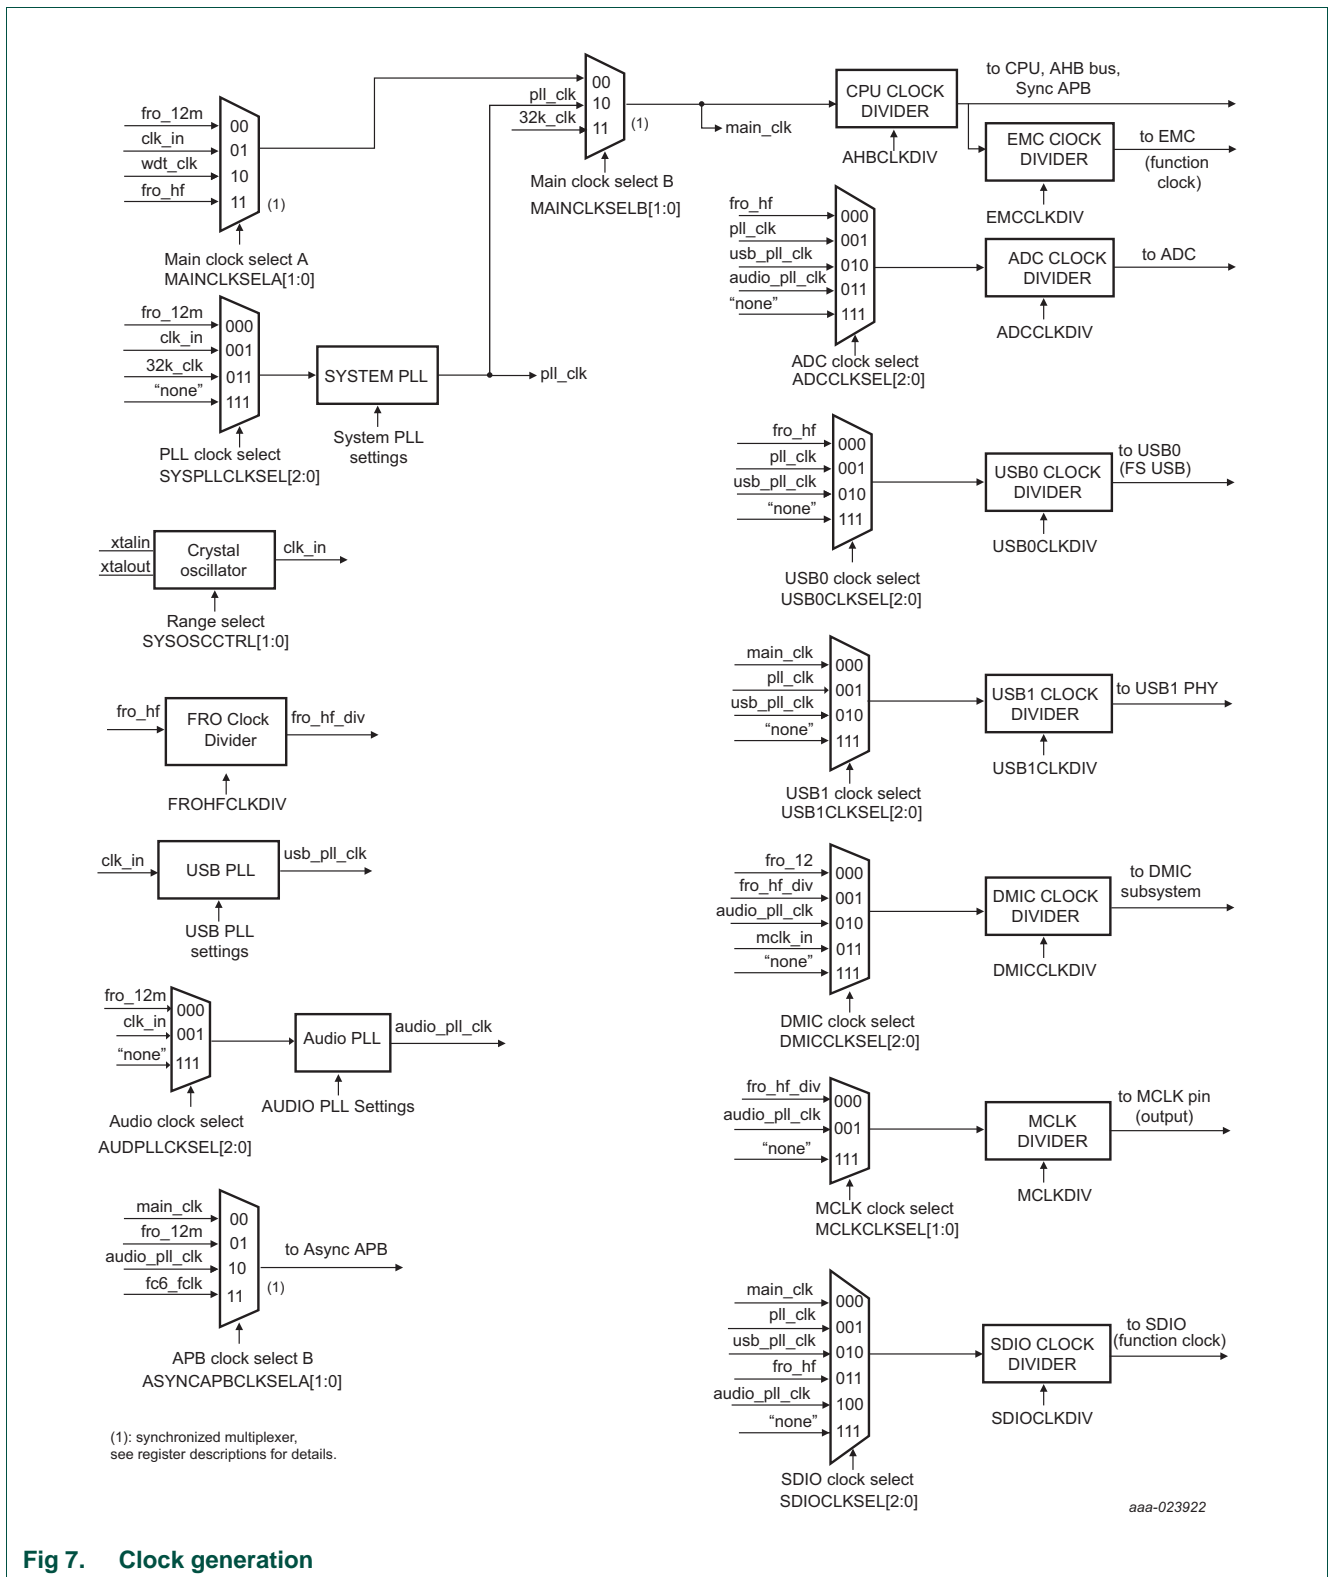 fro_12m
clk_in
wdt_clk
fro_hf
00
01
10
11
(1)
Main clock select A
MAINCLKSELA[1:0]
pll_clk
32k_clk
00
10
11
(1)
Main clock select B
MAINCLKSELB[1:0]
main_clk
CPU CLOCK
DIVIDER
AHBCLKDIV
to CPU, AHB bus,
Sync APB
EMC ClOCK
DIVIDER
EMCCLKDIV
to EMC
(function
clock)
fro_12m
clk_in
32k_clk
“none”
000
001
011
111
PLL clock select
SYSPLLCLKSEL[2:0]
SYSTEM PLL
System PLL
settings
pll_clk
fro_hf
pll_clk
usb_pll_clk
audio_pll_clk
“none”
000
001
010
011
111
ADC clock select
ADCCLKSEL[2:0]
ADC CLOCK
DIVIDER
ADCCLKDIV
to ADC
fro_hf
pll_clk
usb_pll_clk
“none”
000
001
010
111
USB0 clock select
USB0CLKSEL[2:0]
USB0 CLOCK
DIVIDER
USB0CLKDIV
to USB0
(FS USB)
xtalin
xtalout
Crystal
oscillator
clk_in
Range select
SYSOSCCTRL[1:0]
main_clk
pll_clk
usb_pll_clk
“none”
000
001
010
111
USB1 clock select
USB1CLKSEL[2:0]
USB1 CLOCK
DIVIDER
USB1CLKDIV
to USB1 PHY
fro_hf
FRO Clock
Divider
fro_hf_div
FROHFCLKDIV
clk_in
USB PLL
usb_pll_clk
USB PLL
settings
fro_12
fro_hf_div
audio_pll_clk
mclk_in
“none”
000
001
010
011
111
DMIC clock select
DMICCLKSEL[2:0]
DMIC CLOCK
DIVIDER
DMICCLKDIV
to DMIC
subsystem
fro_12m
clk_in
“none”
000
001
111
Audio clock select
AUDPLLCKSEL[2:0]
Audio PLL
audio_pll_clk
AUDIO PLL Settings
fro_hf_div
audio_pll_clk
“none”
000
001
111
MCLK clock select
MCLKCLKSEL[1:0]
MCLK
DIVIDER
MCLKDIV
to MCLK pin
(output)
main_clk
fro_12m
audio_pll_clk
fc6_fclk
00
01
10
11
(1)
to Async APB
APB clock select B
ASYNCAPBCLKSELA[1:0]
main_clk
pll_clk
usb_pll_clk
fro_hf
audio_pll_clk
“none”
000
001
010
011
100
111
SDIO clock select
SDIOCLKSEL[2:0]
SDIO CLOCK
DIVIDER
SDIOCLKDIV
to SDIO
(function clock)
(1): synchronized multiplexer,
see register descriptions for details.
aaa-023922
Fig 7. Clock generation